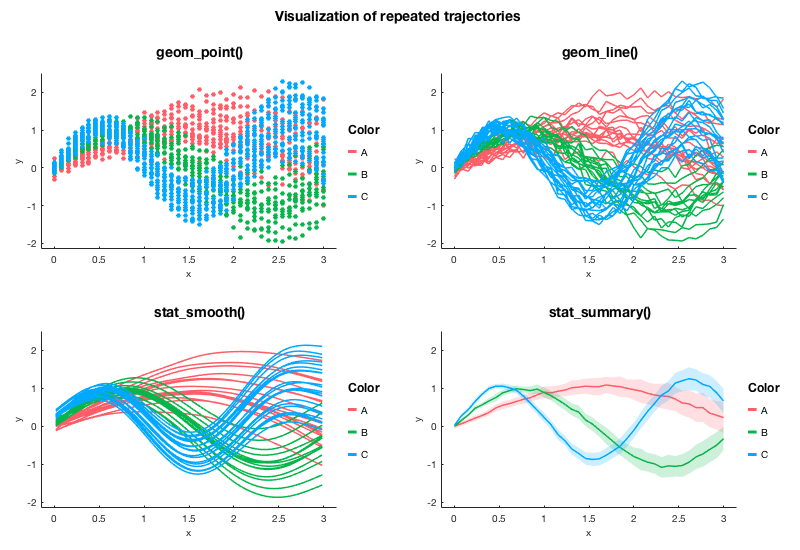 Visualization of repeated trajectories
geom_point()
2
1
0
-1
-2
y
0 0.5 1 1.5 2 2.5 3
x
Color
A
B
C
geom_line()
2
1
0
-1
-2
y
0 0.5 1 1.5 2 2.5 3
x
Color
A
B
C
stat_smooth()
2
1
0
-1
-2
y
0 0.5 1 1.5 2 2.5 3
x
Color
A
B
C
stat_summary()
2
1
0
-1
-2
y
0 0.5 1 1.5 2 2.5 3
x
Color
A
B
C